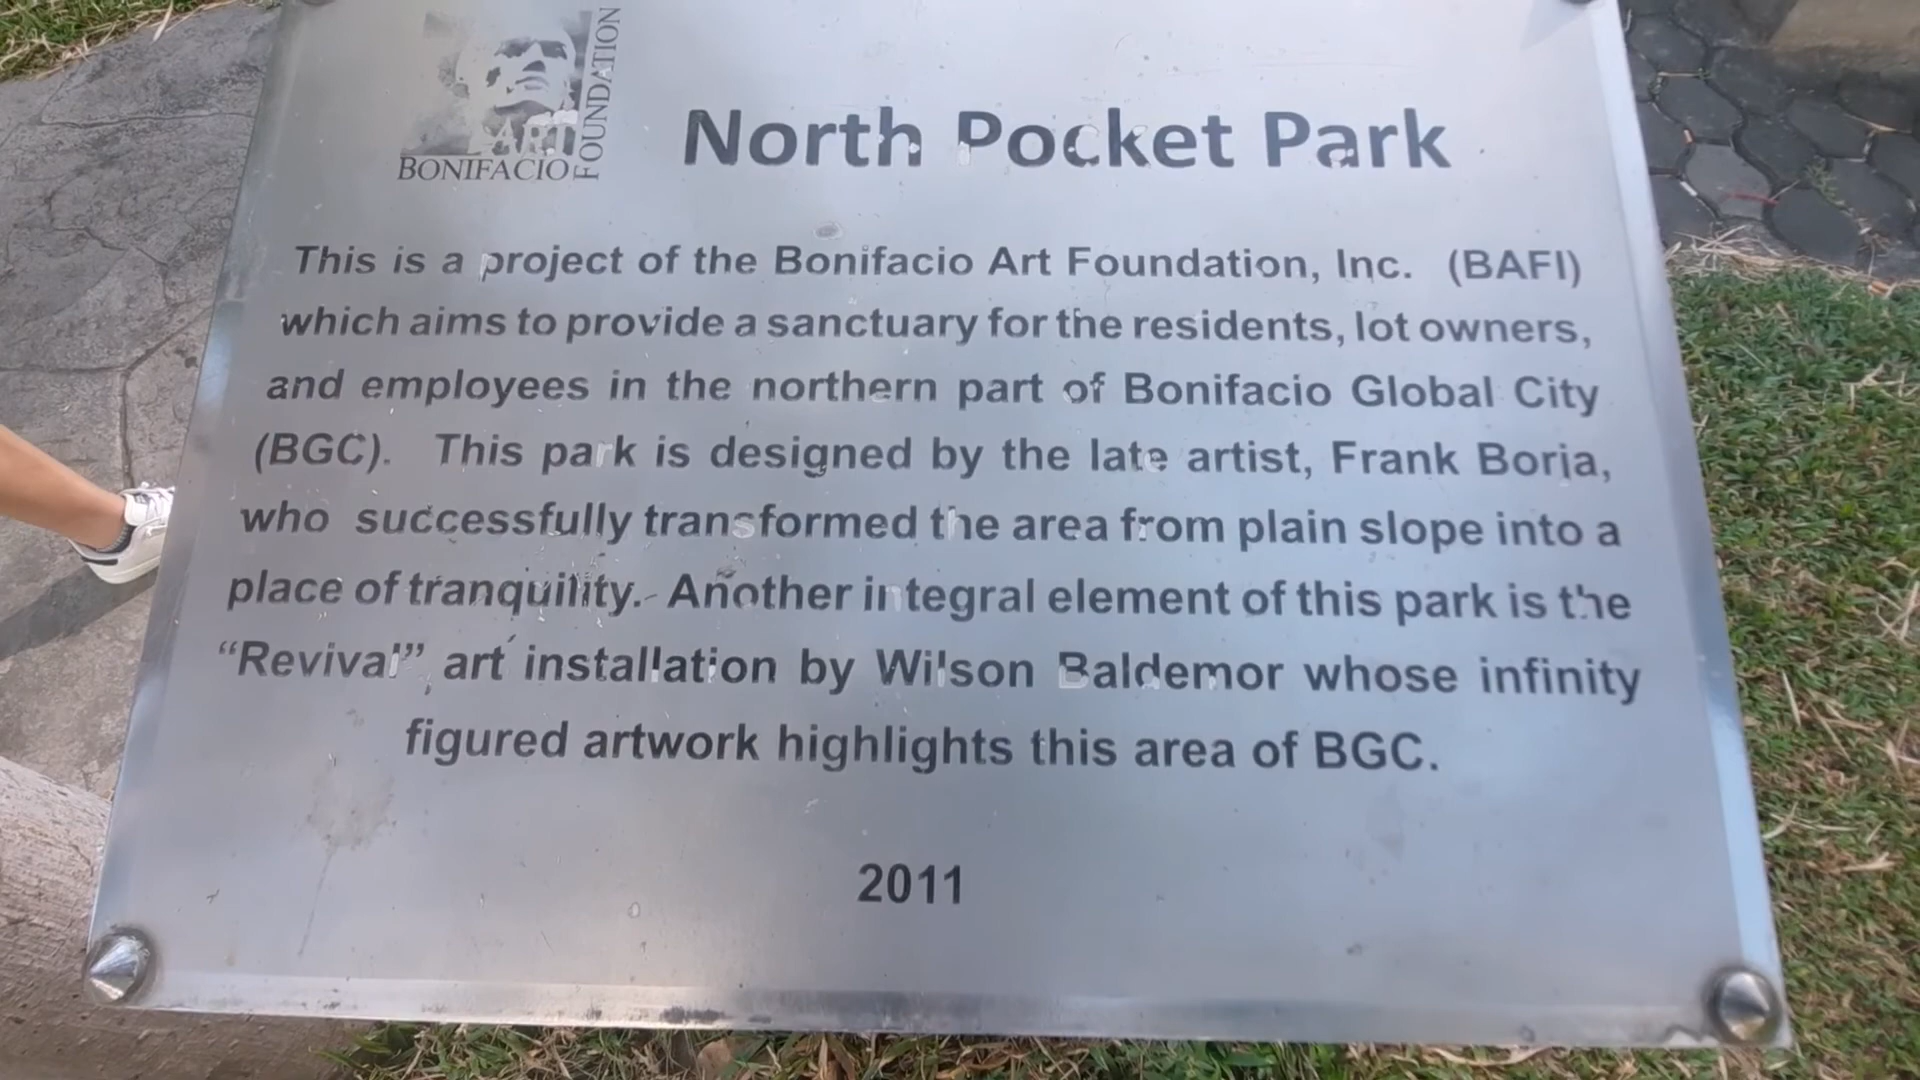 ART
BONIFACIO
FOUNDATION
North Pocket Park
This is a project of the Bonifacio Art Foundation, Inc. (BAFI)
which aims to provide a sanctuary for the residents, lot owners,
and employees in the northern part of Bonifacio Global City
(BGC). This park is designed by the late artist, Frank Borja,
who successfully transformed the area from plain slope into a
place of tranquility. Another integral element of this park is the
“Revival”, art installation by Wilson Baldemor whose infinity
figured artwork highlights this area of BGC.
2011